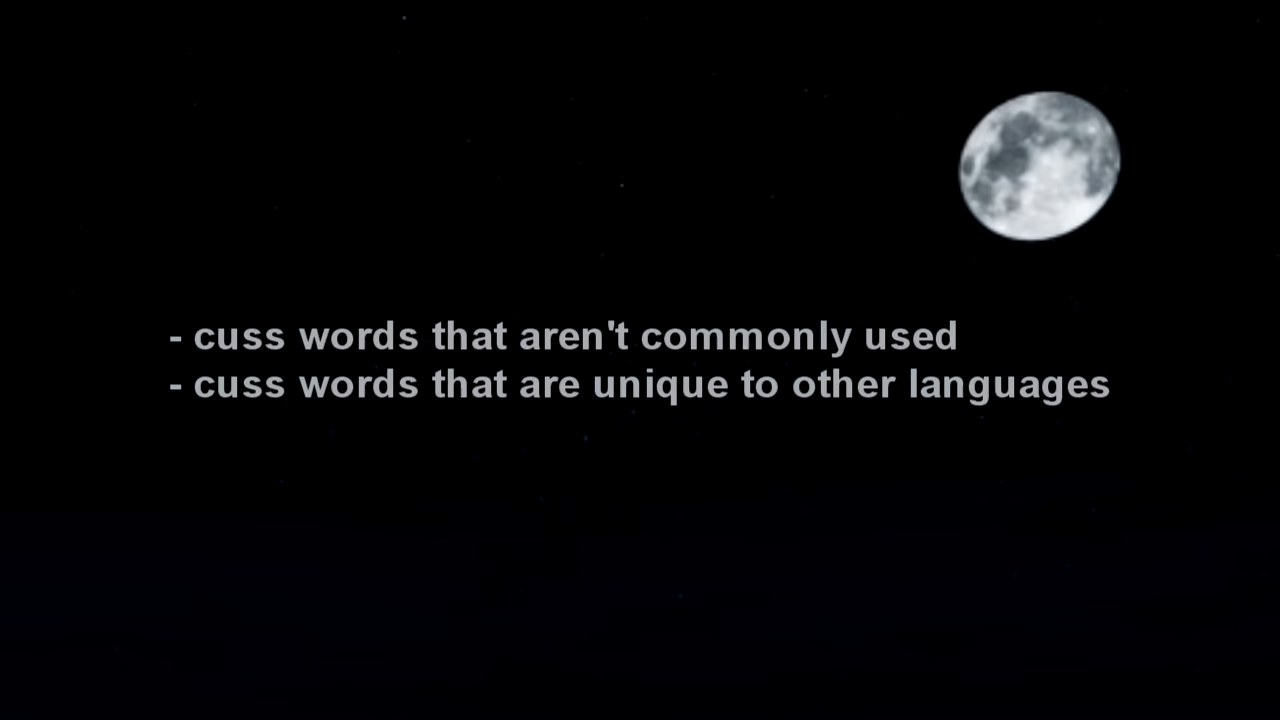 - cuss words that aren't commonly used
- cuss words that are unique to other languages